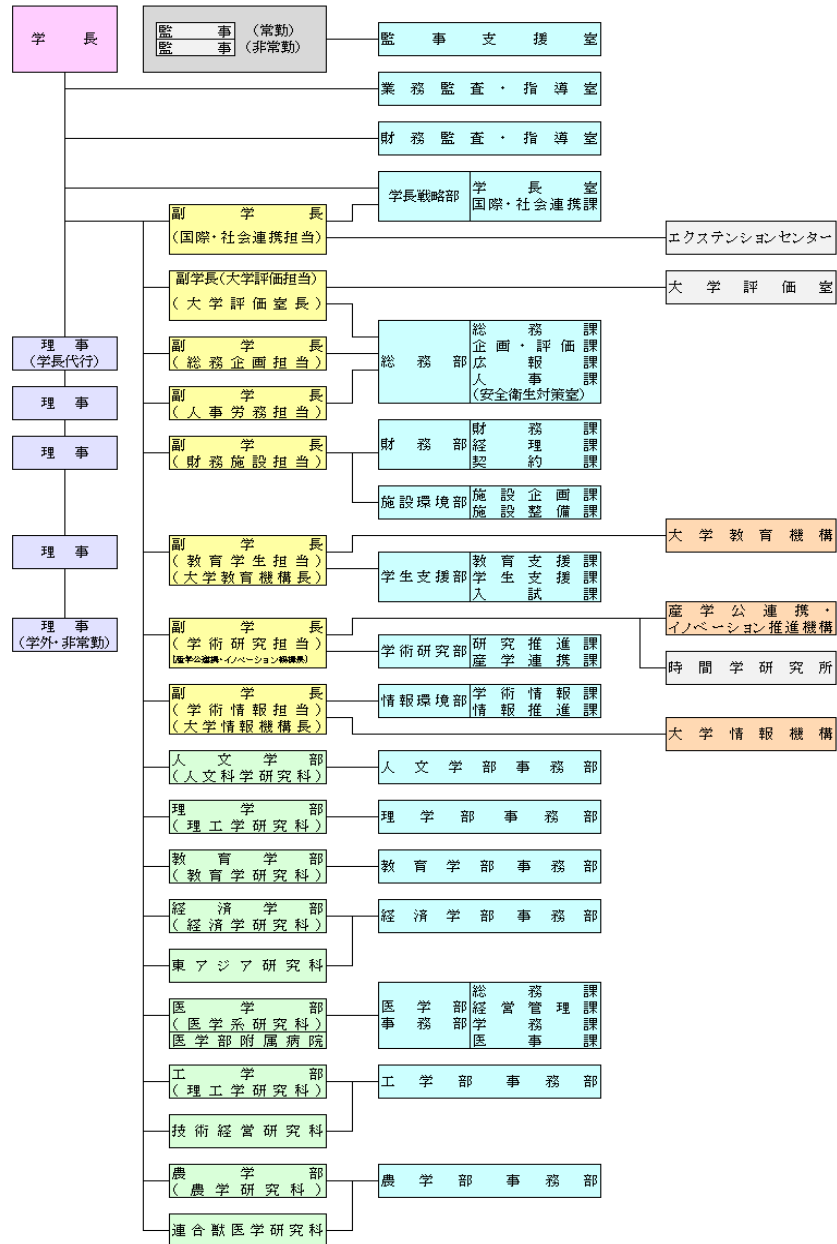 学長
監事(常勤)
監事(非常勤)
監事支援室
業務監査・指導室
財務監査・指導室
学長戦略部
学長室
国際・社会連携課
副学長
(国際・社会連携担当)
エクステンションセンター
副学長(大学評価担当)
(大学評価室長)
大学評価室
理事
(学長代行)
副学長
(総務企画担当)
総務部
総務課
企画・評価課
広報課
人事課
(安全衛生対策室)
理事
副学長
(人事労務担当)
理事
副学長
(財務施設担当)
財務部
財務課
経理課
契約課
施設環境部
施設企画課
施設整備課
理事
副学長
(教育学生担当)
(大学教育機構長)
大学教育機構
学生支援部
教育支援課
学生支援課
入試課
理事
(学外・非常勤)
副学長
(学術研究担当)
(産学公連携・イノベーション機構長)
産学公連携・
イノベーション推進機構
学術研究部
研究推進課
産学連携課
時間学研究所
副学長
(学術情報担当)
(大学情報機構長)
情報環境部
学術情報課
情報推進課
大学情報機構
人文学部
(人文科学研究科)
人文学部事務部
理学部
(理工学研究科)
理学部事務部
教育学部
(教育学研究科)
教育学部事務部
経済学部
(経済学研究科)
経済学部事務部
東アジア研究科
医学部
(医学系研究科)
医学部附属病院
医学部
事務部
総務課
経営管理課
学務課
医事課
工学部
(理工学研究科)
工学部事務部
技術経営研究科
農学部
(農学研究科)
農学部事務部
連合獣医学研究科